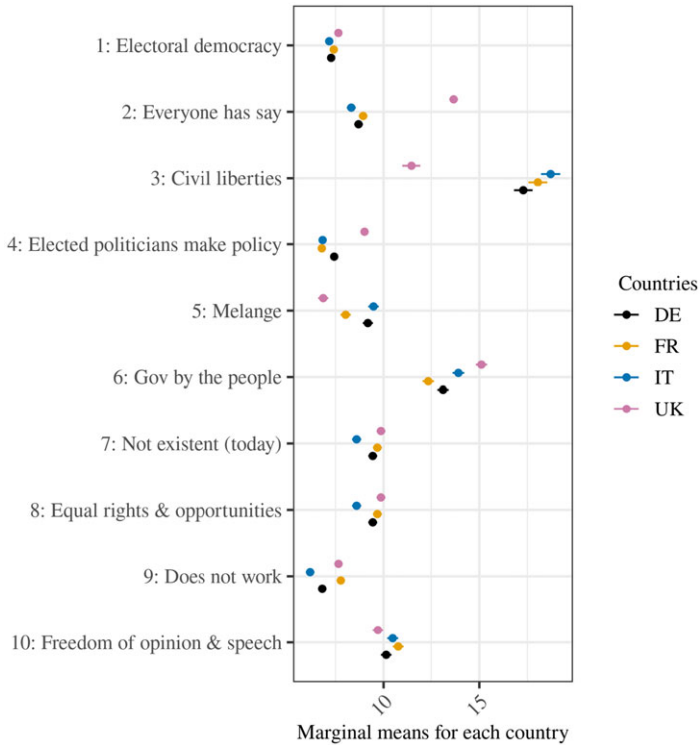 1: Electoral democracy
2: Everyone has say
3: Civil liberties
4: Elected politicians make policy
5: Melange
6: Gov by the people
7: Not existent (today)
8: Equal rights & opportunities
9: Does not work
10: Freedom of opinion & speech
10
15
Marginal means for each country
Countries
DE
FR
IT
UK